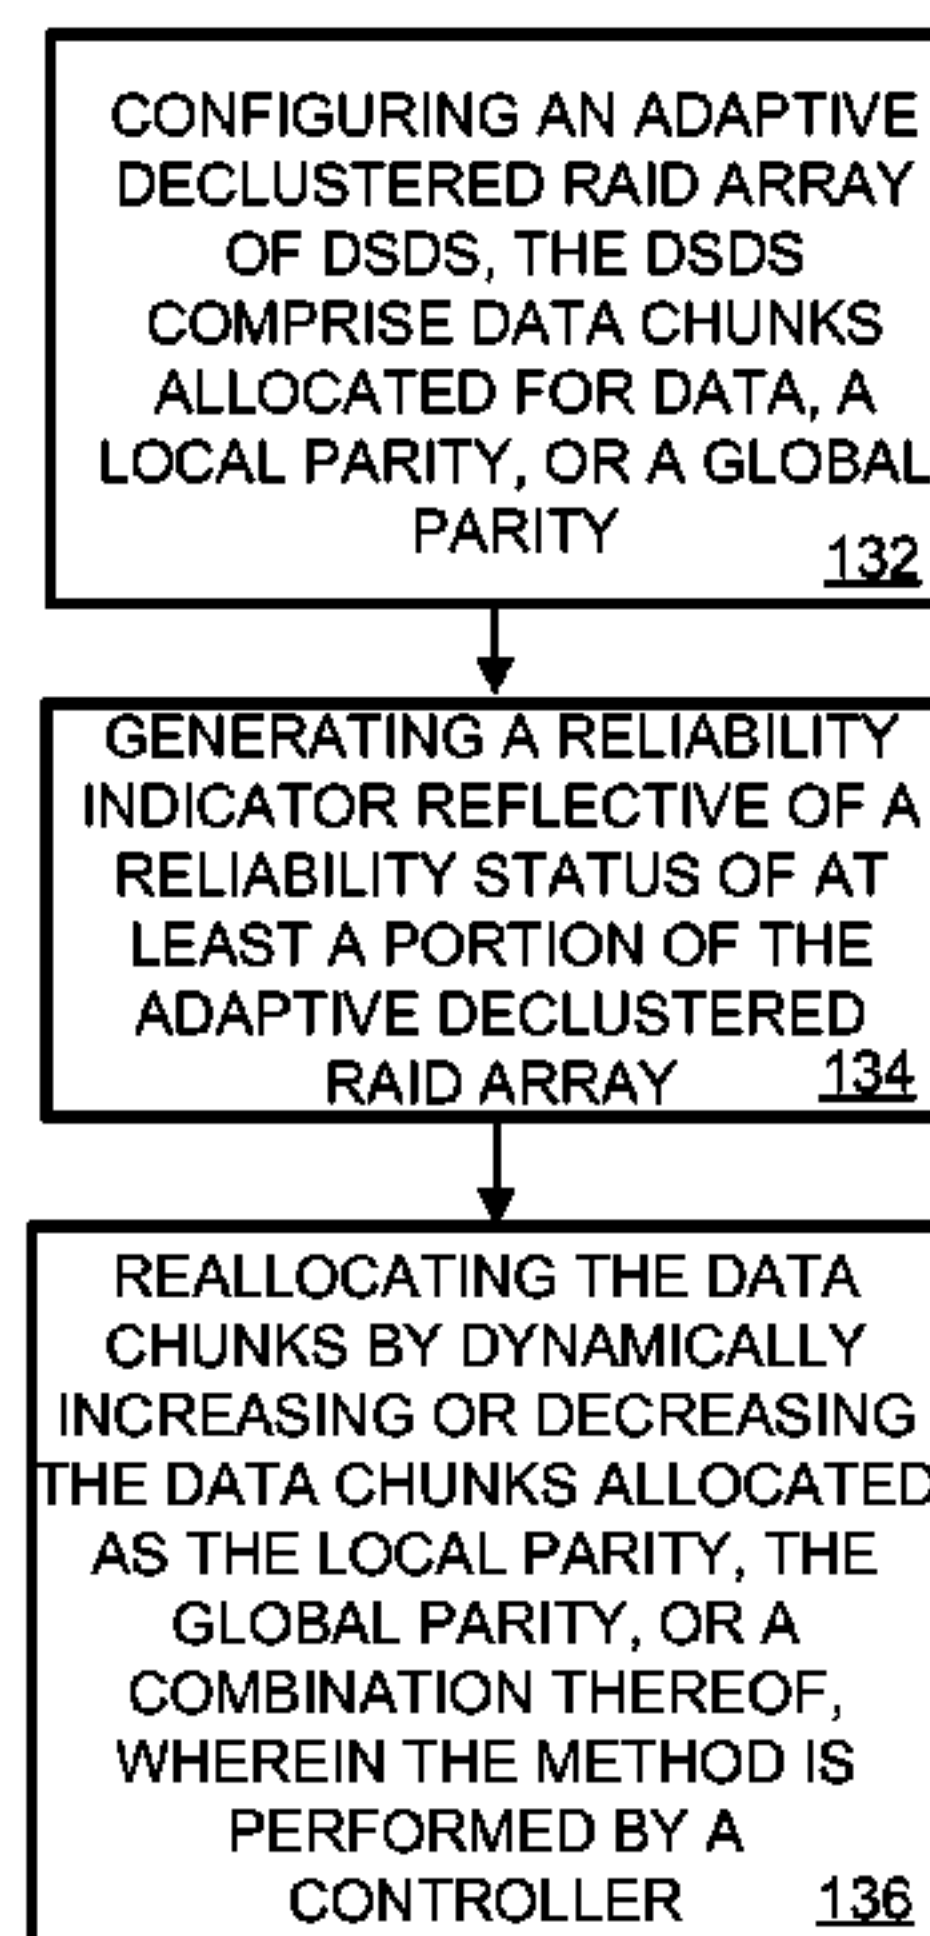 CONFIGURING AN ADAPTIVE
DECLUSTERED RAID ARRAY
OF DSDS, THE DSDS
COMPRISE DATA CHUNKS
ALLOCATED FOR DATA, A
LOCAL PARITY, OR A GLOBAL
PARITY
132
GENERATING A RELIABILITY
INDICATOR REFLECTIVE OF A
RELIABILITY STATUS OF AT
LEAST A PORTION OF THE
ADAPTIVE DECLUSTERED
RAID ARRAY
134
REALLOCATING THE DATA
CHUNKS BY DYNAMICALLY
INCREASING OR DECREASING
THE DATA CHUNKS ALLOCATED
AS THE LOCAL PARITY, THE
GLOBAL PARITY, OR A
COMBINATION THEREOF,
WHEREIN THE METHOD IS
PERFORMED BY A
CONTROLLER
136